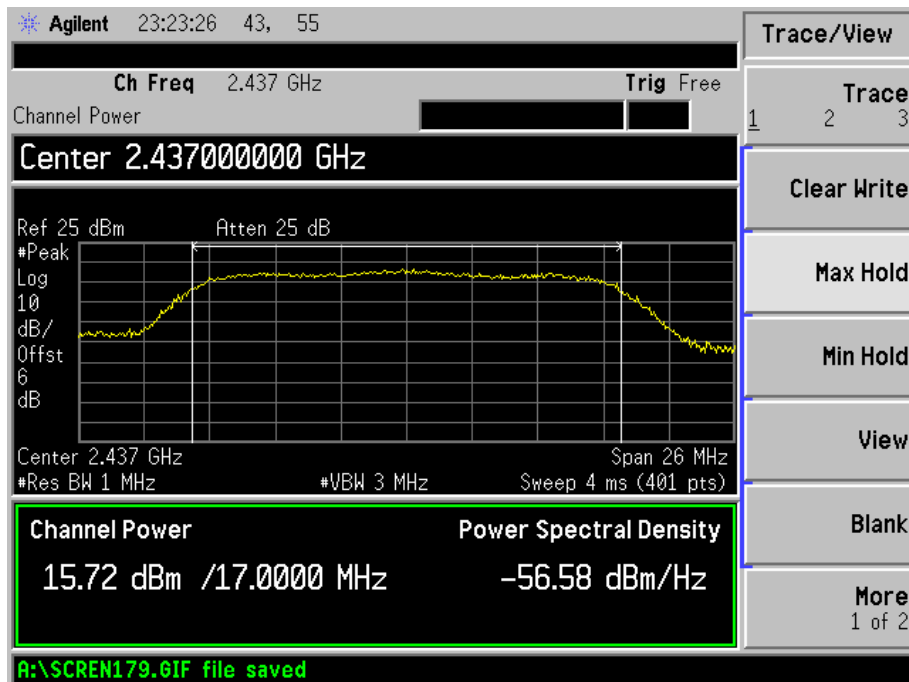 Agilent 23:23:26 43, 55
Trace/View
Ch Freq 2.437 GHz Trig Free
Channel Power
Trace
1 2 3
Center 2.437000000 GHz
Clear Write
Ref 25 dBm Atten 25 dB
#Peak
Log
10
dB/
Offst
6
dB
Max Hold
Min Hold
Center 2.437 GHz Span 26 MHz
#Res BW 1 MHz #VBW 3 MHz Sweep 4 ms (401 pts)
View
Channel Power Power Spectral Density
15.72 dBm /17.0000 MHz -56.58 dBm/Hz
Blank
More
1 of 2
A:\SCREN179.GIF file saved